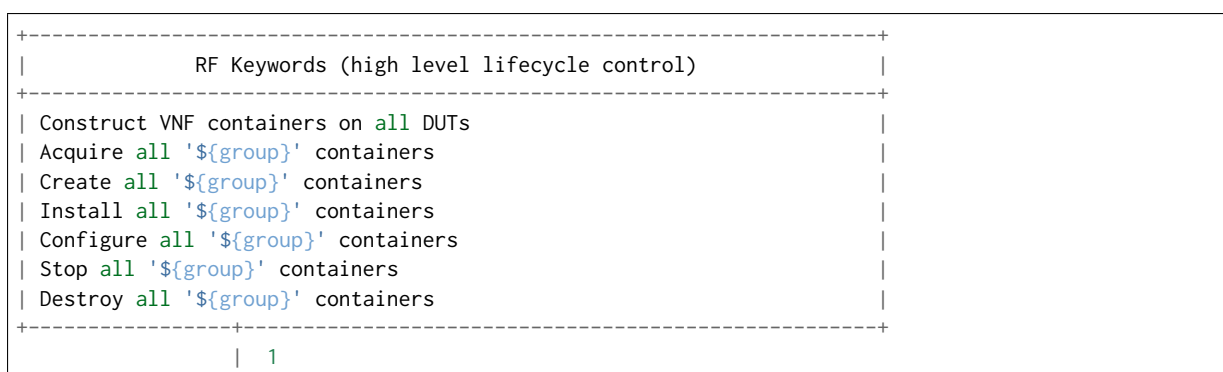 +-----------------------------------------------------------------------+
|              RF Keywords (high level lifecycle control)               |
+-----------------------------------------------------------------------+
| Construct VNF containers on all DUTs                                  |
| Acquire all '${group}' containers                                     |
| Create all '${group}' containers                                      |
| Install all '${group}' containers                                     |
| Configure all '${group}' containers                                   |
| Stop all '${group}' containers                                        |
| Destroy all '${group}' containers                                     |
+-----------------+-----------------------------------------------------+
                  |  1